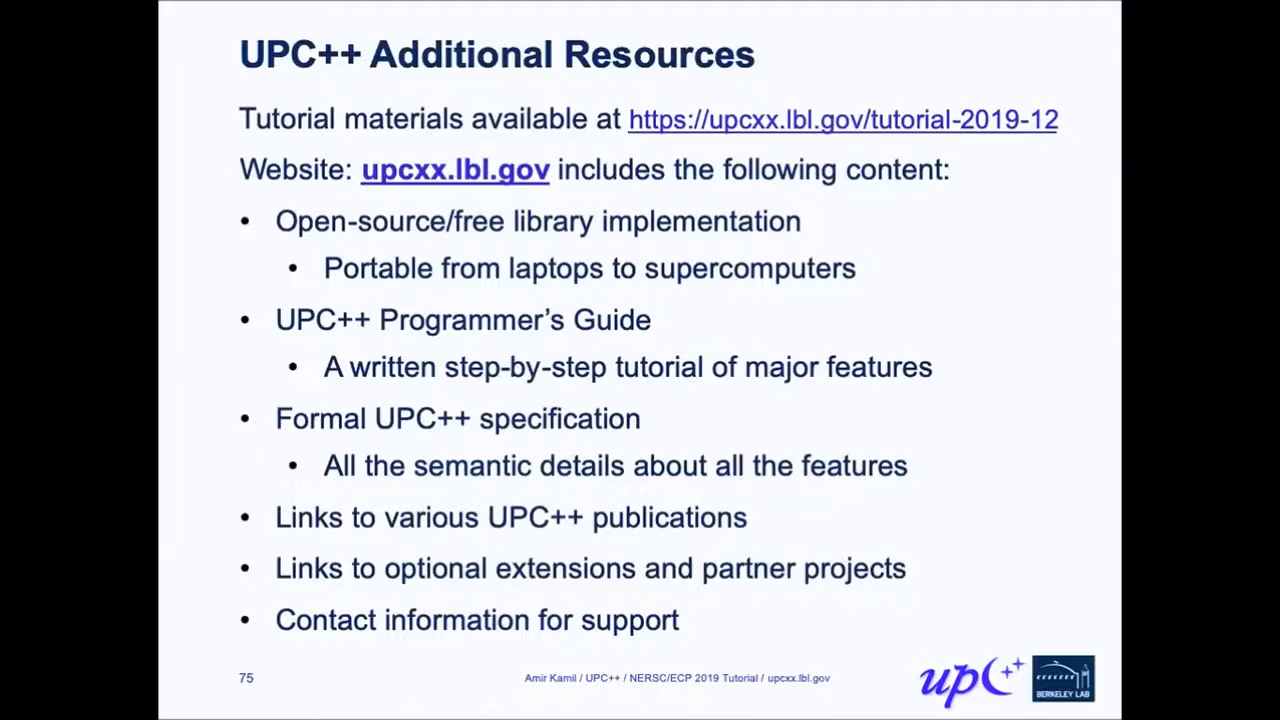 UPC++ Additional Resources
Tutorial materials available at https://upcxx.lbl.gov/tutorial-2019-12
Website: upcxx.lbl.gov includes the following content:
• Open-source/free library implementation
• Portable from laptops to supercomputers
• UPC++ Programmer’s Guide
• A written step-by-step tutorial of major features
• Formal UPC++ specification
• All the semantic details about all the features
• Links to various UPC++ publications
• Links to optional extensions and partner projects
• Contact information for support
75
Amir Kamil / UPC++ / NERSC/ECP 2019 Tutorial / upcxx.lbl.gov
upC++
BERKELEY LAB